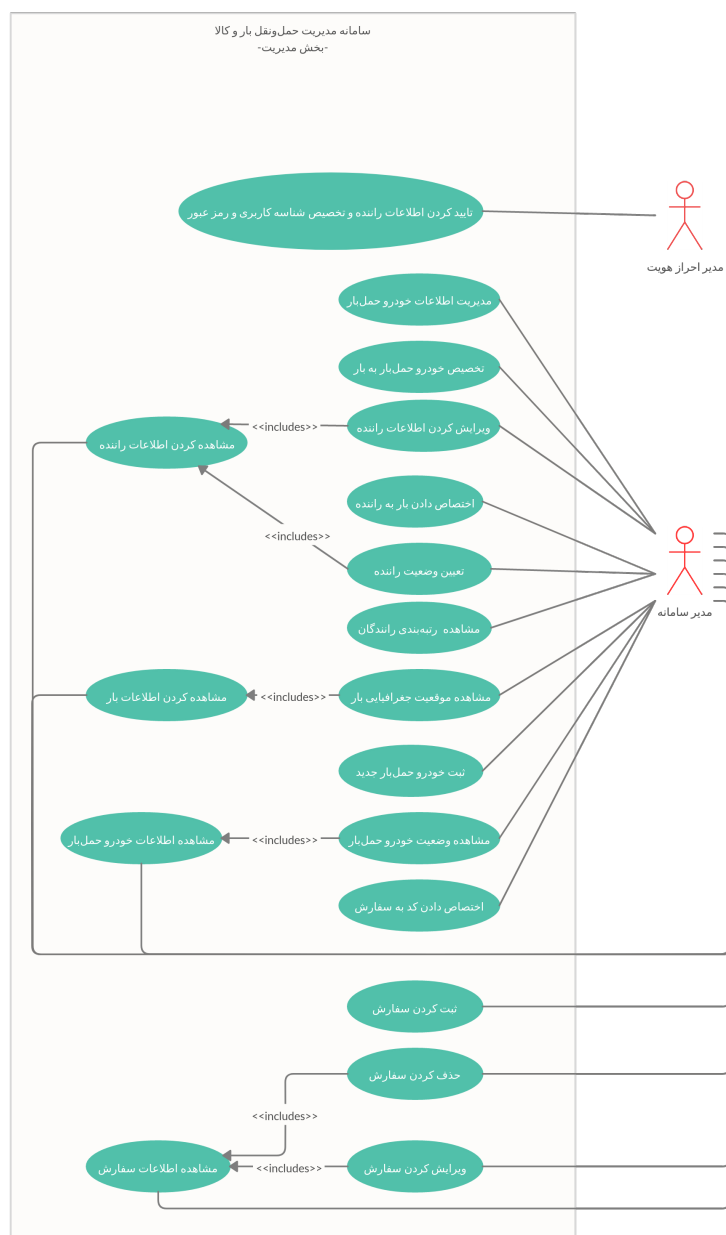 سامانه مدیریت حمل‌ونقل بار و کالا
-بخش مدیریت-
تایید کردن اطلاعات راننده و تخصیص شناسه کاربری و رمز عبور
مدیر احراز هویت
مدیریت اطلاعات خودرو حمل‌بار
تخصیص خودرو حمل‌بار به بار
ویرایش کردن اطلاعات راننده
<<includes>>
مشاهده کردن اطلاعات راننده
اختصاص دادن بار به راننده
<<includes>>
تعیین وضعیت راننده
مدیر سامانه
مشاهده رتبه‌بندی رانندگان
مشاهده موقعیت جغرافیایی بار
<<includes>>
مشاهده کردن اطلاعات بار
ثبت خودرو حمل‌بار جدید
مشاهده وضعیت خودرو حمل‌بار
<<includes>>
مشاهده اطلاعات خودرو حمل‌بار
اختصاص دادن کد به سفارش
ثبت کردن سفارش
حذف کردن سفارش
<<includes>>
ویرایش کردن سفارش
<<includes>>
مشاهده اطلاعات سفارش